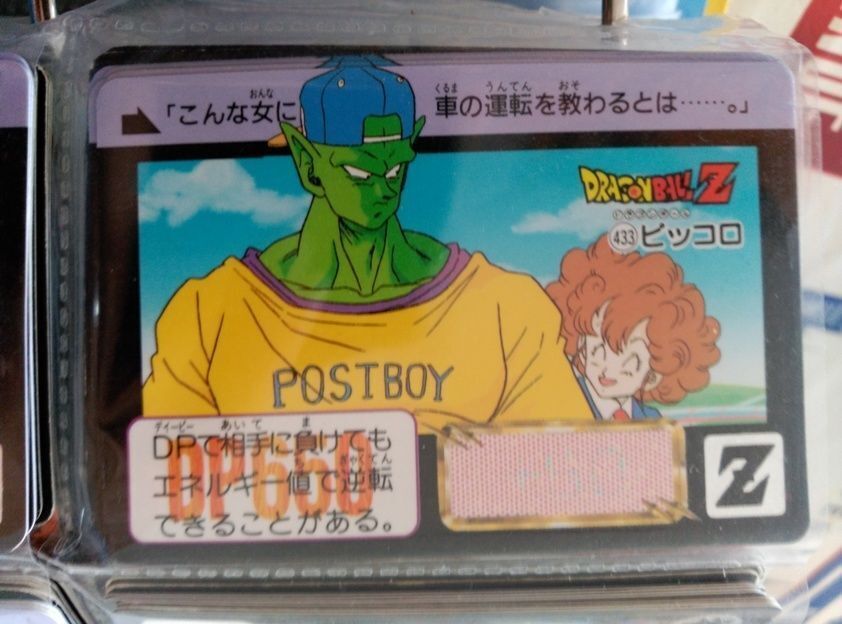 「こんな女に 車の運転を教わるとは……。」
DRAGON BALL Z
433 ピッコロ
POSTBOY
DPで相手に負けても
エネルギー値で逆転
できることがある。
Z